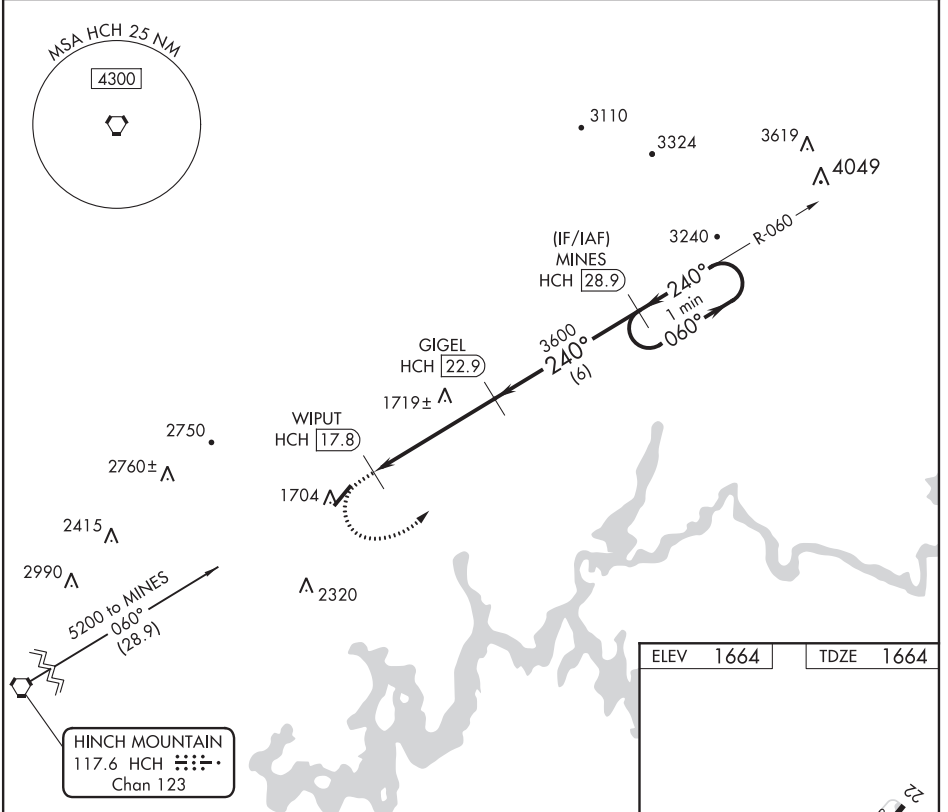 MSA HCH 25 NM
4300
3110
3324
3619
4049
3240
R-060
(IF/IAF)
MINES
HCH 28.9
240°
1 min
060°
3600
240°
(6)
GIGEL
HCH 22.9
1719±
WIPUT
HCH 17.8
2750
2760±
1704
2415
2990
2320
5200 to MINES
060°
(28.9)
HINCH MOUNTAIN
117.6 HCH
Chan 123
ELEV 1664
TDZE 1664
22